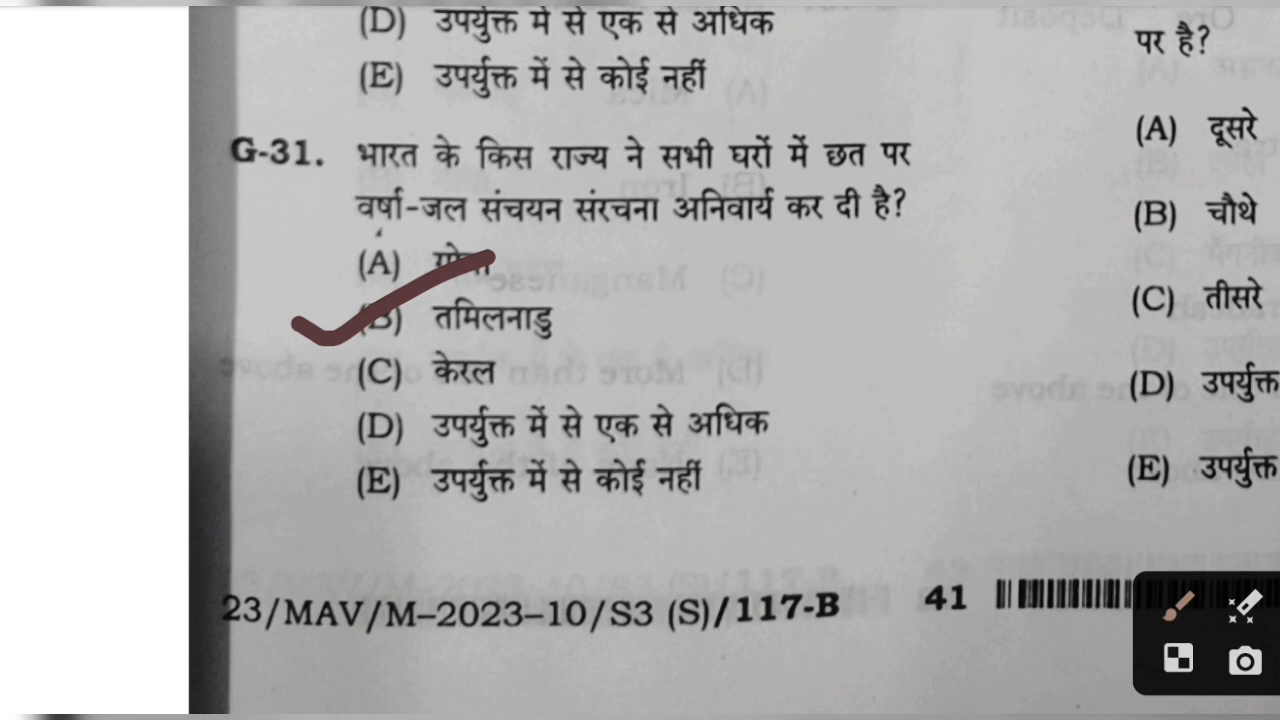 (D) उपर्युक्त में से एक से अधिक
(E) उपर्युक्त में से कोई नहीं
G-31. भारत के किस राज्य ने सभी घरों में छत पर
वर्षा-जल संचयन संरचना अनिवार्य कर दी है?
(A)
(B) तमिलनाडु
(C) केरल
(D) उपर्युक्त में से एक से अधिक
(E) उपर्युक्त में से कोई नहीं
23/MAV/M–2023–10/S3 (S)/117-B 41
पर है?
(A) दूसरे
(B) चौथे
(C) तीसरे
(D) उपर्युक्त
(E) उपर्युक्त